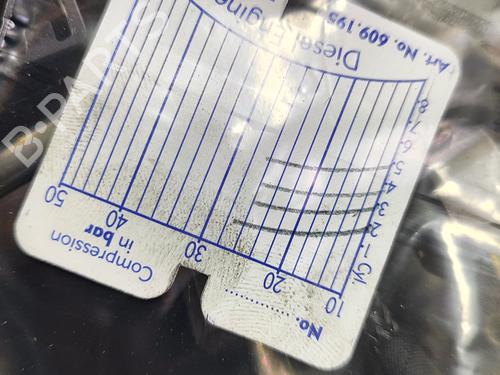 Art. No. 609.195
Diesel Engine
8-
7-
6-
5-
4-
3-
2-
1-
Cyl.
50 40 30 20 10
Compression
in bar
No. ..............
B-PARTS